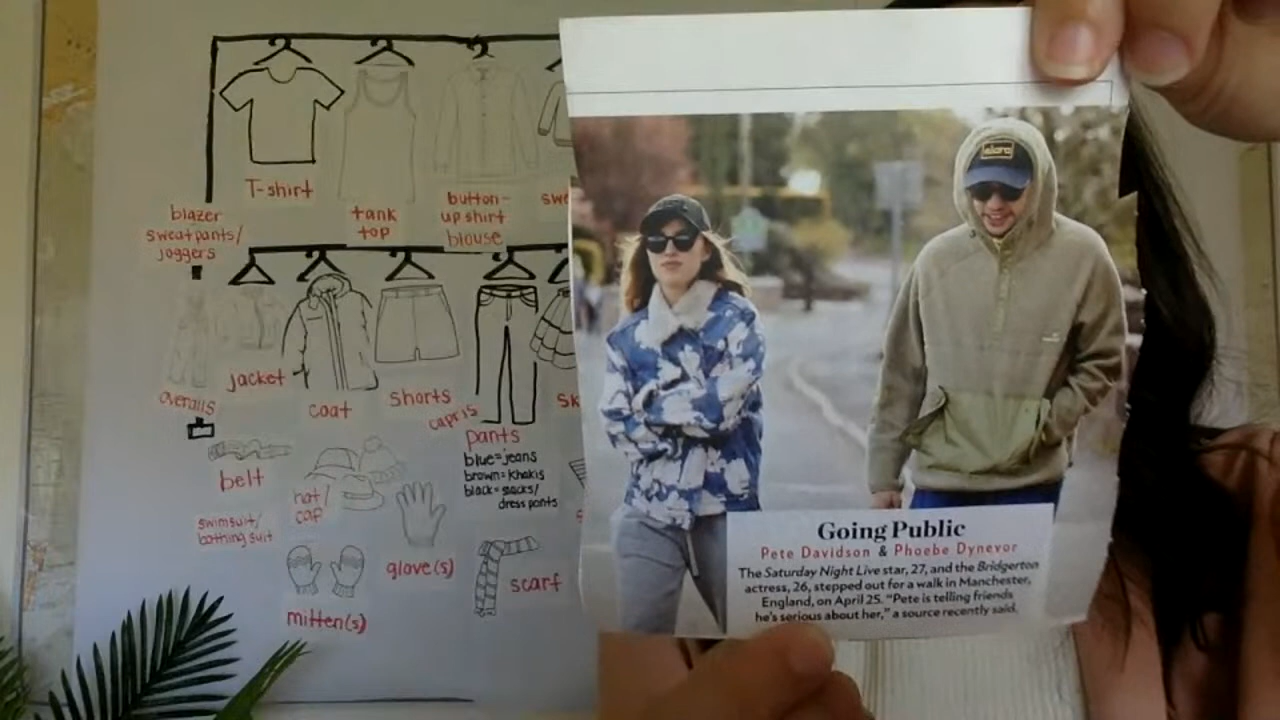 T-shirt
tank
top
button-
up shirt
blouse
swe
blazer
sweatpants/
joggers
overalls
jacket
coat
shorts
capris
pants
blue=jeans
brown=khakis
black=slacks/
dress pants
sk
belt
hat/
cap
swimsuit/
bathing suit
glove(s)
mitten(s)
scarf
Going Public
Pete Davidson & Phoebe Dynevor
The Saturday Night Live star, 27, and the Bridgerton
actress, 26, stepped out for a walk in Manchester,
England, on April 25. "Pete is telling friends
he's serious about her," a source recently said.